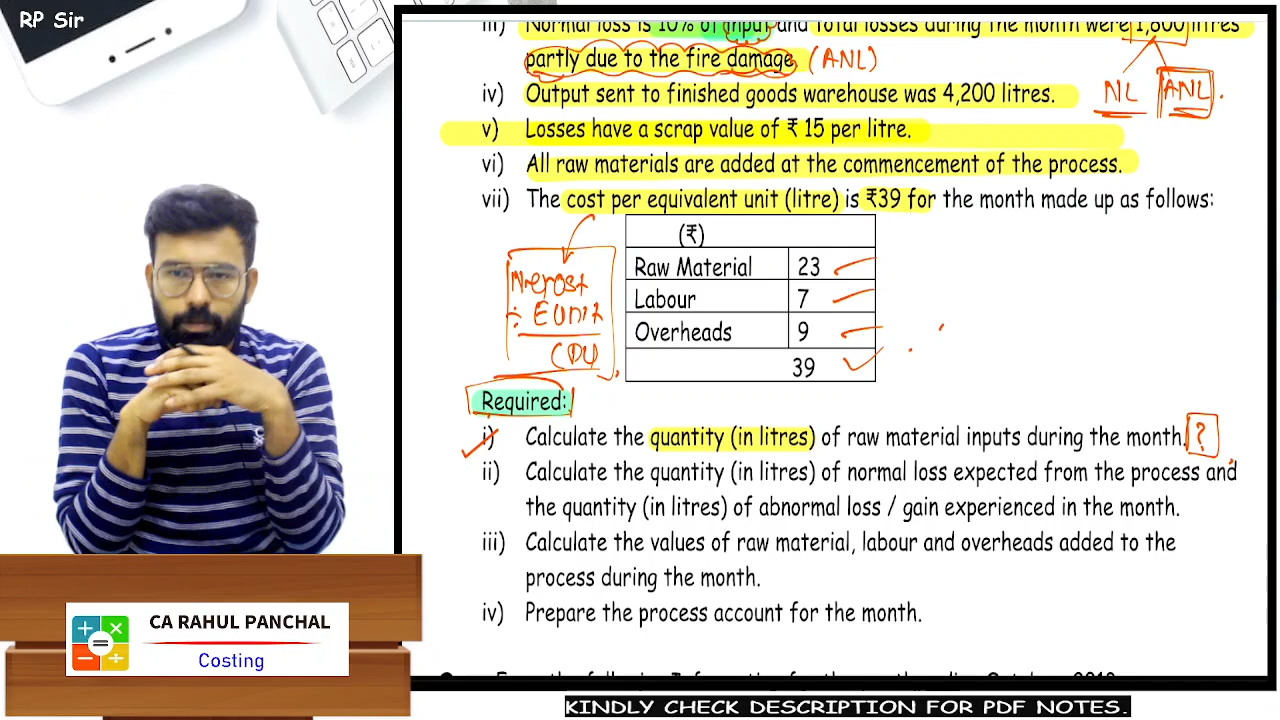 RP Sir
iii) Normal loss is 10% of input and Total losses during the month were 1,800 litres
partly due to the fire damage. (ANL)
iv) Output sent to finished goods warehouse was 4,200 litres.
NL ANL
v) Losses have a scrap value of ₹ 15 per litre.
vi) All raw materials are added at the commencement of the process.
vii) The cost per equivalent unit (litre) is ₹39 for the month made up as follows:
(₹)
Raw Material 23
Labour 7
Overheads 9
39
÷ EUnit
CPU
Required:
i) Calculate the quantity (in litres) of raw material inputs during the month. ?
ii) Calculate the quantity (in litres) of normal loss expected from the process and
the quantity (in litres) of abnormal loss / gain experienced in the month.
iii) Calculate the values of raw material, labour and overheads added to the
process during the month.
iv) Prepare the process account for the month.
CA RAHUL PANCHAL
Costing
KINDLY CHECK DESCRIPTION FOR PDF NOTES.